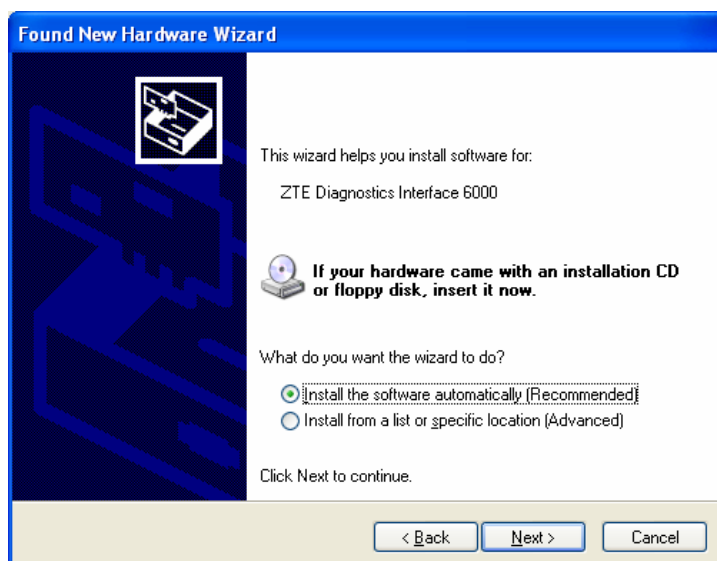 Found New Hardware Wizard
This wizard helps you install software for:
ZTE Diagnostics Interface 6000
If your hardware came with an installation CD
or floppy disk, insert it now.
What do you want the wizard to do?
Install the software automatically (Recommended)
Install from a list or specific location (Advanced)
Click Next to continue.
< Back Next > Cancel